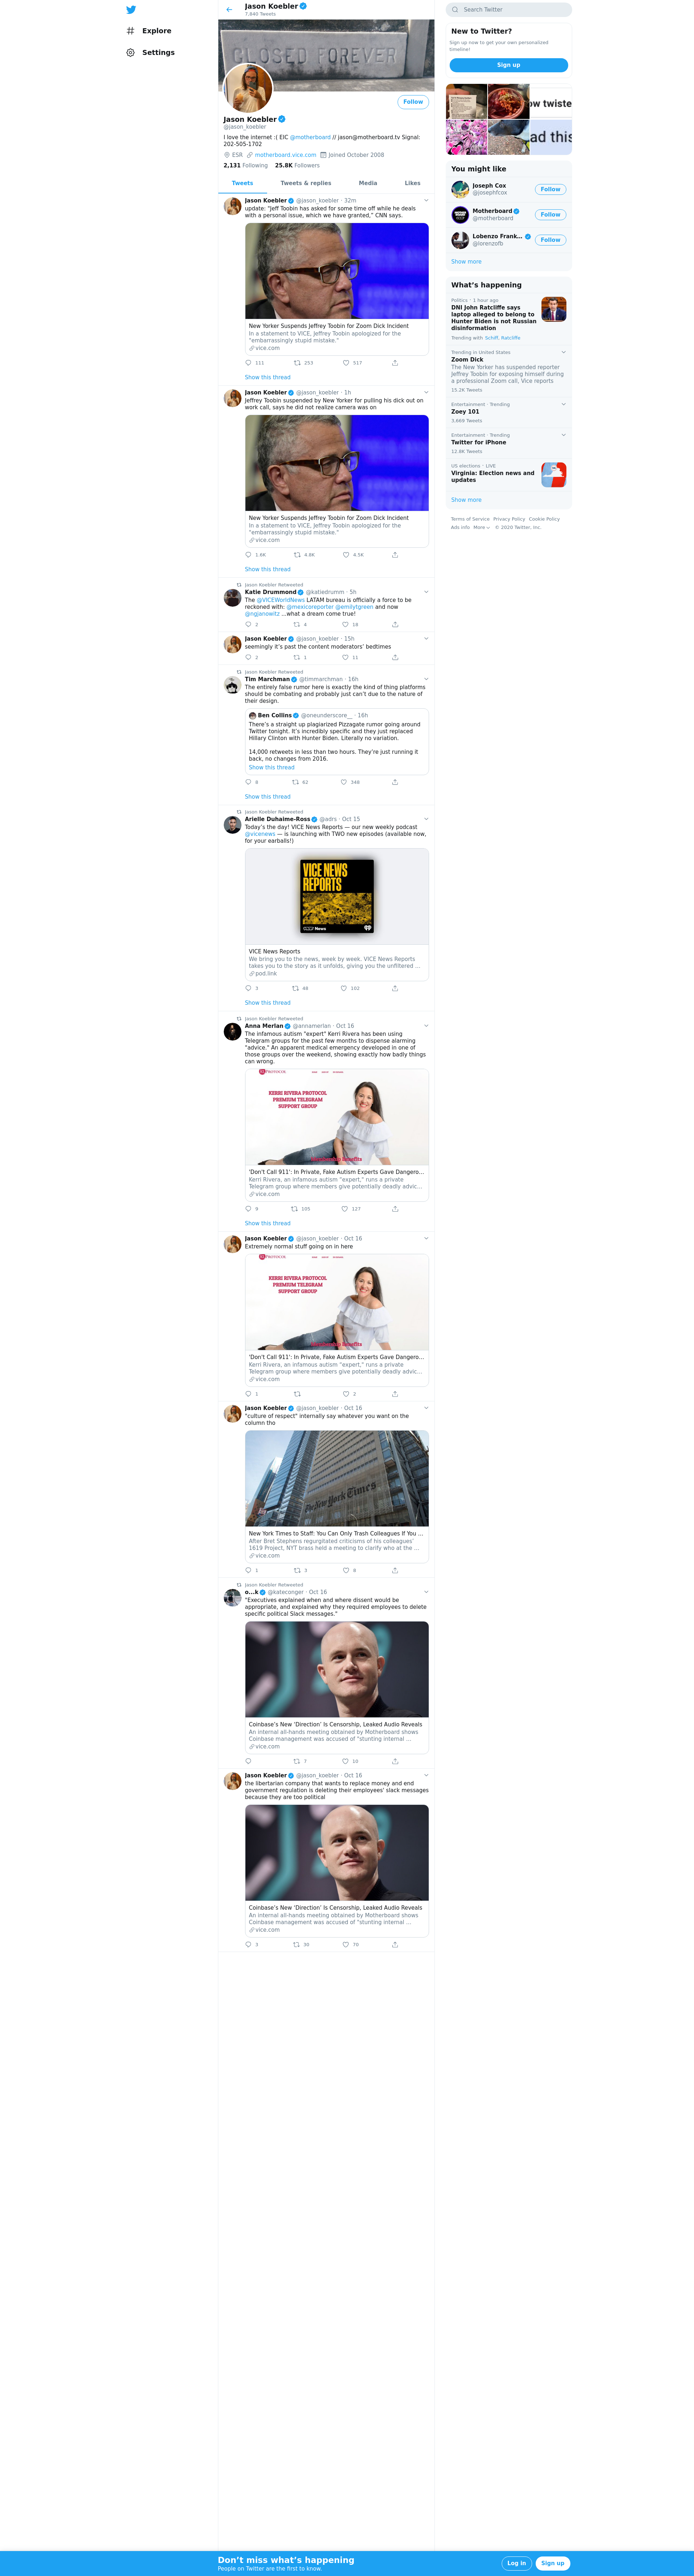 Explore
Settings
Jason Koebler
7,840 Tweets
CLOSED FOREVER
Follow
Jason Koebler
@jason_koebler
I love the internet :( EIC @motherboard // jason@motherboard.tv Signal:
202-505-1702
ESR motherboard.vice.com Joined October 2008
2,131 Following 25.8K Followers
Tweets Tweets & replies Media Likes
Jason Koebler @jason_koebler · 32m
update: "Jeff Toobin has asked for some time off while he deals
with a personal issue, which we have granted," CNN says.
New Yorker Suspends Jeffrey Toobin for Zoom Dick Incident
In a statement to VICE, Jeffrey Toobin apologized for the
"embarrassingly stupid mistake."
vice.com
111 253 517
Show this thread
Jason Koebler @jason_koebler · 1h
Jeffrey Toobin suspended by New Yorker for pulling his dick out on
work call, says he did not realize camera was on
New Yorker Suspends Jeffrey Toobin for Zoom Dick Incident
In a statement to VICE, Jeffrey Toobin apologized for the
"embarrassingly stupid mistake."
vice.com
1.6K 4.8K 4.5K
Show this thread
Jason Koebler Retweeted
Katie Drummond @katiedrumm · 5h
The @VICEWorldNews LATAM bureau is officially a force to be
reckoned with: @mexicoreporter @emilytgreen and now
@ngjanowitz ...what a dream come true!
2 4 18
Jason Koebler @jason_koebler · 15h
seemingly it's past the content moderators' bedtimes
2 1 11
Jason Koebler Retweeted
Tim Marchman @timmarchman · 16h
The entirely false rumor here is exactly the kind of thing platforms
should be combating and probably just can't due to the nature of
their design.
Ben Collins @oneunderscore__ · 16h
There's a straight up plagiarized Pizzagate rumor going around
Twitter tonight. It's incredibly specific and they just replaced
Hillary Clinton with Hunter Biden. Literally no variation.
14,000 retweets in less than two hours. They're just running it
back, no changes from 2016.
Show this thread
8 62 348
Show this thread
Jason Koebler Retweeted
Arielle Duhaime-Ross @adrs · Oct 15
Today's the day! VICE News Reports — our new weekly podcast
@vicenews — is launching with TWO new episodes (available now,
for your earballs!)
VICE NEWS
REPORTS
News
VICE News Reports
We bring you to the news, week by week. VICE News Reports
takes you to the story as it unfolds, giving you the unfiltered ...
pod.link
3 46 102
Show this thread
Jason Koebler Retweeted
Anna Merlan @annamerlan · Oct 16
The infamous autism "expert" Kerri Rivera has been using
Telegram groups for the past few months to dispense alarming
"advice." An apparent medical emergency developed in one of
those groups over the weekend, showing exactly how badly things
can wrong.
PROTOCOL
KERRI RIVERA PROTOCOL
PREMIUM TELEGRAM
SUPPORT GROUP
'Don't Call 911': In Private, Fake Autism Experts Gave Dangero...
Kerri Rivera, an infamous autism "expert," runs a private
Telegram group where members give potentially deadly advic...
vice.com
9 105 127
Show this thread
Jason Koebler @jason_koebler · Oct 16
Extremely normal stuff going on in here
PROTOCOL
KERRI RIVERA PROTOCOL
PREMIUM TELEGRAM
SUPPORT GROUP
'Don't Call 911': In Private, Fake Autism Experts Gave Dangero...
Kerri Rivera, an infamous autism "expert," runs a private
Telegram group where members give potentially deadly advic...
vice.com
1 2
Jason Koebler @jason_koebler · Oct 16
"culture of respect" internally say whatever you want on the
column tho
The New York Times
New York Times to Staff: You Can Only Trash Colleagues If You ...
After Bret Stephens regurgitated criticisms of his colleagues'
1619 Project, NYT brass held a meeting to clarify who at the ...
vice.com
1 3 8
Jason Koebler Retweeted
o...k @kateconger · Oct 16
"Executives explained when and where dissent would be
appropriate, and explained why they required employees to delete
specific political Slack messages."
Coinbase's New 'Direction' Is Censorship, Leaked Audio Reveals
An internal all-hands meeting obtained by Motherboard shows
Coinbase management was accused of "stunting internal ...
vice.com
7 10
Jason Koebler @jason_koebler · Oct 16
the libertarian company that wants to replace money and end
government regulation is deleting their employees' slack messages
because they are too political
Coinbase's New 'Direction' Is Censorship, Leaked Audio Reveals
An internal all-hands meeting obtained by Motherboard shows
Coinbase management was accused of "stunting internal ...
vice.com
3 30 70
Search Twitter
New to Twitter?
Sign up now to get your own personalized
timeline!
Sign up
ow twiste
ad this
You might like
Joseph Cox
@josephfcox
Follow
Motherboard
@motherboard
Follow
Lobenzo Frank...
@lorenzofb
Follow
Show more
What's happening
Politics · 1 hour ago
DNI John Ratcliffe says
laptop alleged to belong to
Hunter Biden is not Russian
disinformation
Trending with Schiff, Ratcliffe
Trending in United States
Zoom Dick
The New Yorker has suspended reporter
Jeffrey Toobin for exposing himself during
a professional Zoom call, Vice reports
15.2K Tweets
Entertainment · Trending
Zoey 101
3,669 Tweets
Entertainment · Trending
Twitter for iPhone
12.8K Tweets
US elections · LIVE
Virginia: Election news and
updates
Show more
Terms of Service Privacy Policy Cookie Policy
Ads info More © 2020 Twitter, Inc.
Don't miss what's happening
People on Twitter are the first to know.
Log in Sign up